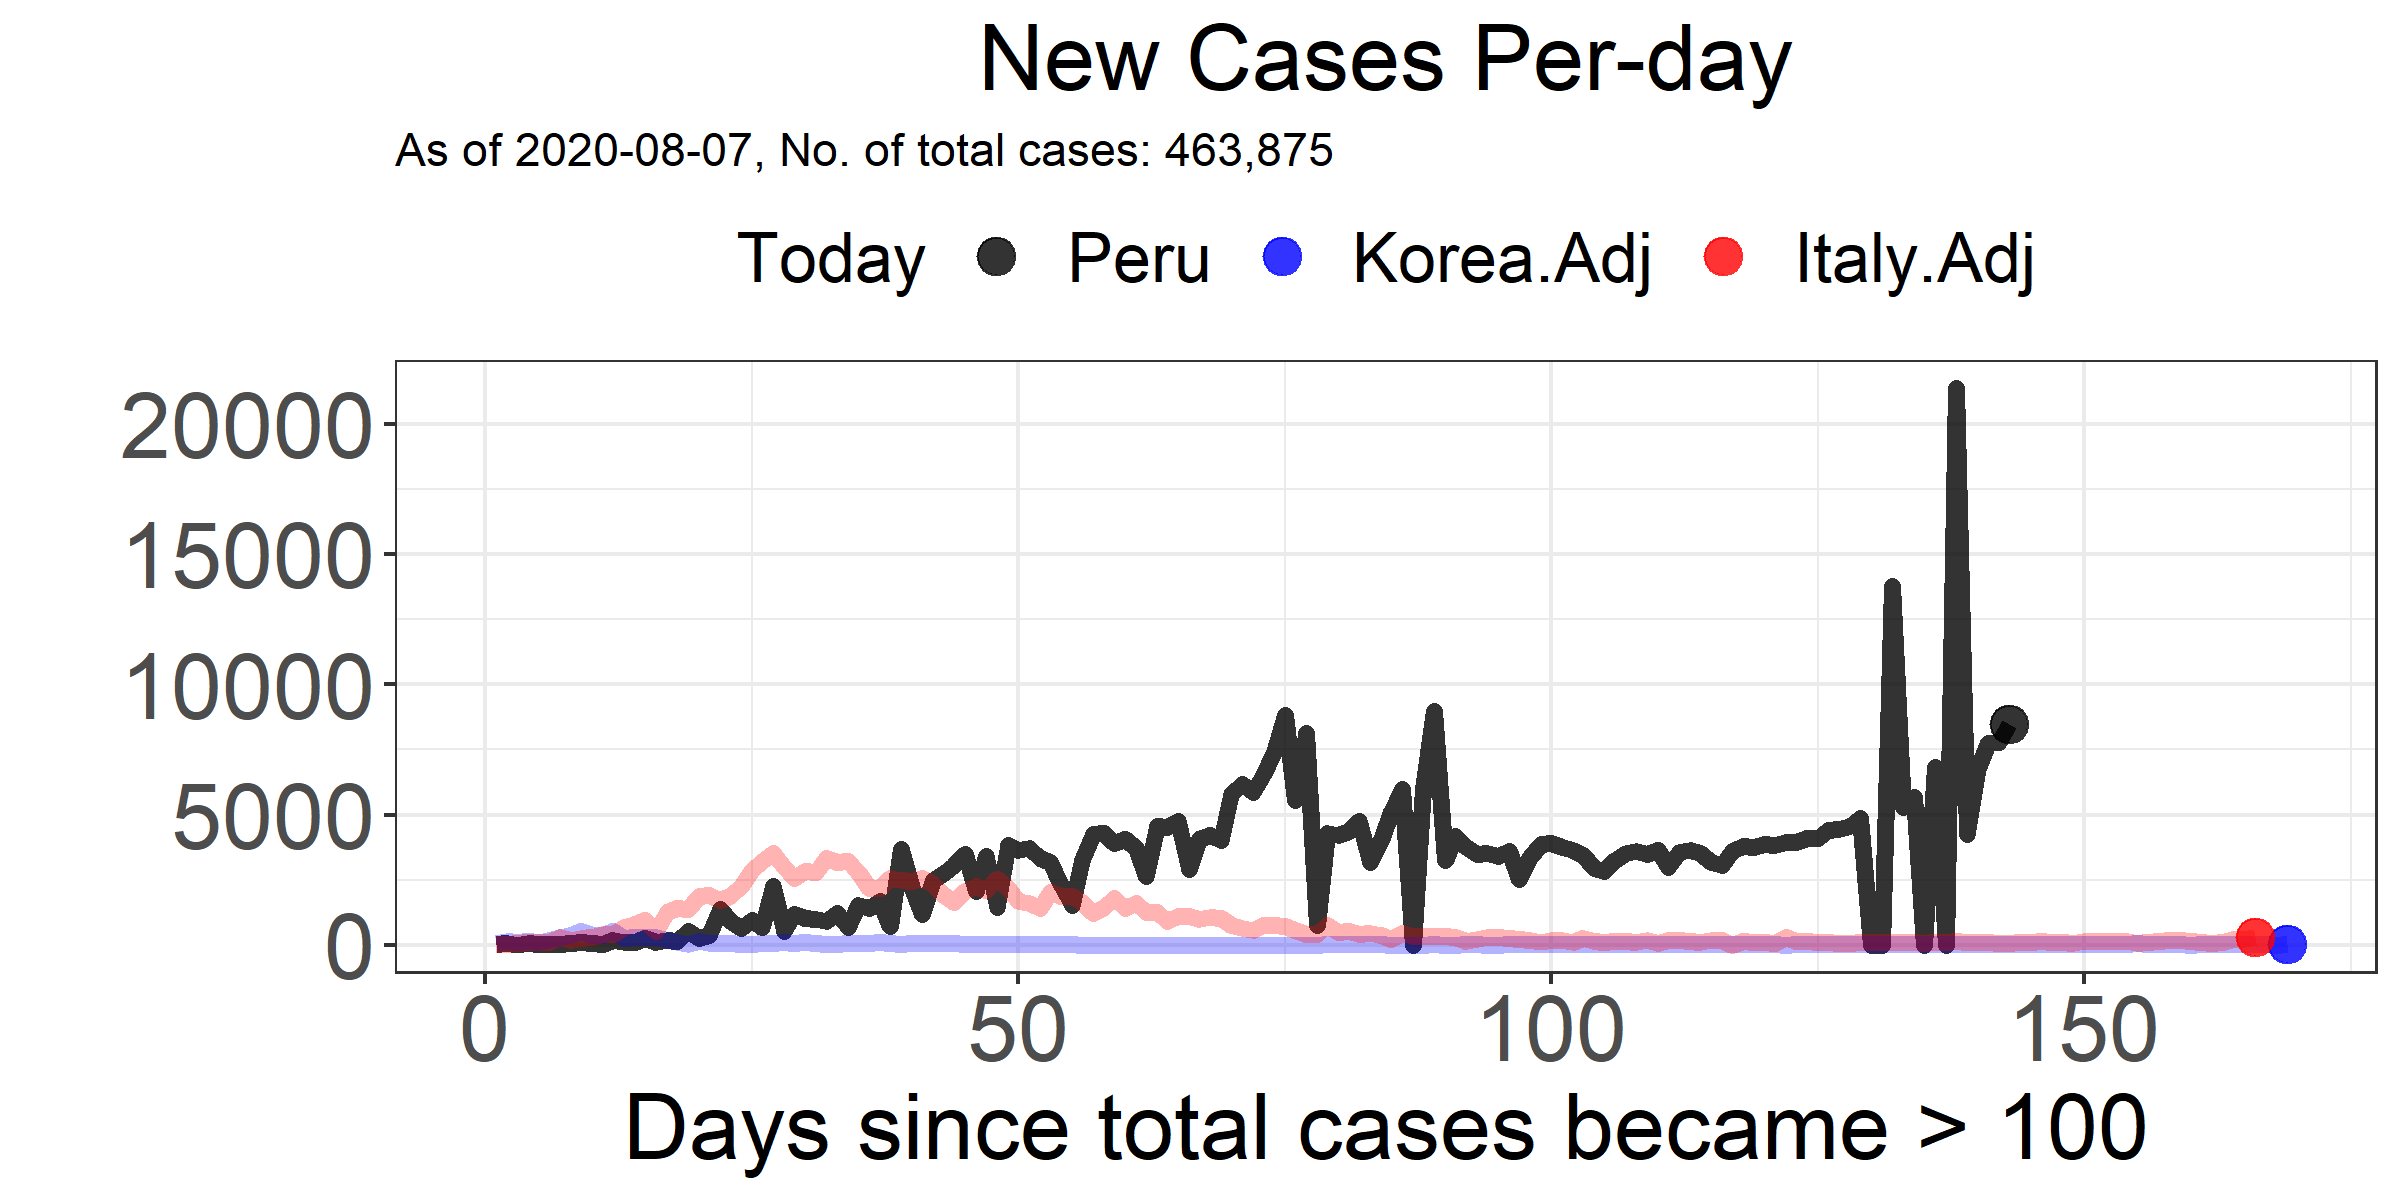 New Cases Per-day
As of 2020-08-07, No. of total cases: 463,875
Today Peru Korea.Adj Italy.Adj
20000
15000
10000
5000
0
0 50 100 150
Days since total cases became > 100